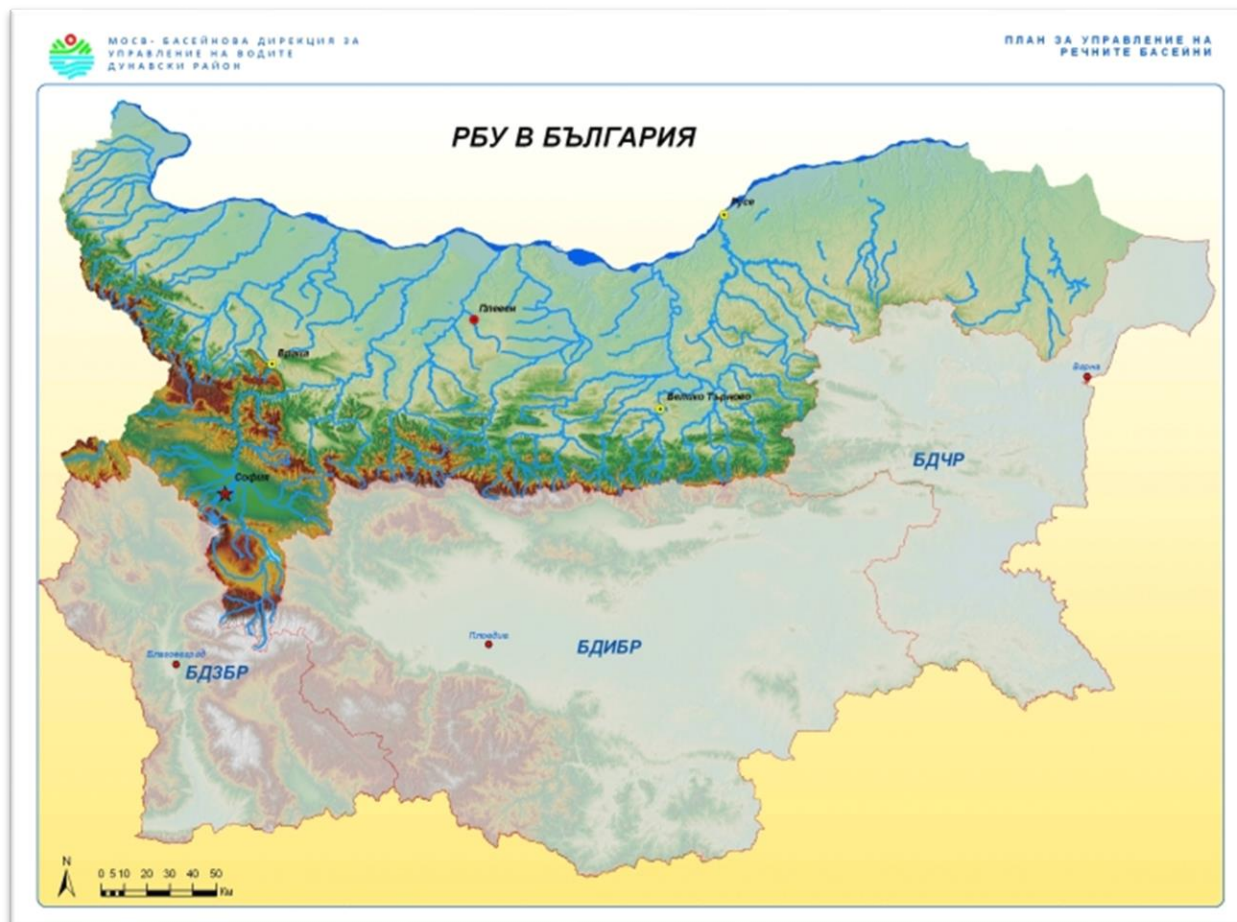 МОСВ- БАСЕЙНОВА ДИРЕКЦИЯ ЗА
УПРАВЛЕНИЕ НА ВОДИТЕ
ДУНАВСКИ РАЙОН
ПЛАН ЗА УПРАВЛЕНИЕ НА
РЕЧНИТЕ БАСЕЙНИ
РБУ В БЪЛГАРИЯ
Русе
Плевен
Враца
Варна
Велико Търново
БДЧР
София
Пловдив
БДИБР
Благоевград
БДЗБР
N
0 5 10 20 30 40 50
Км